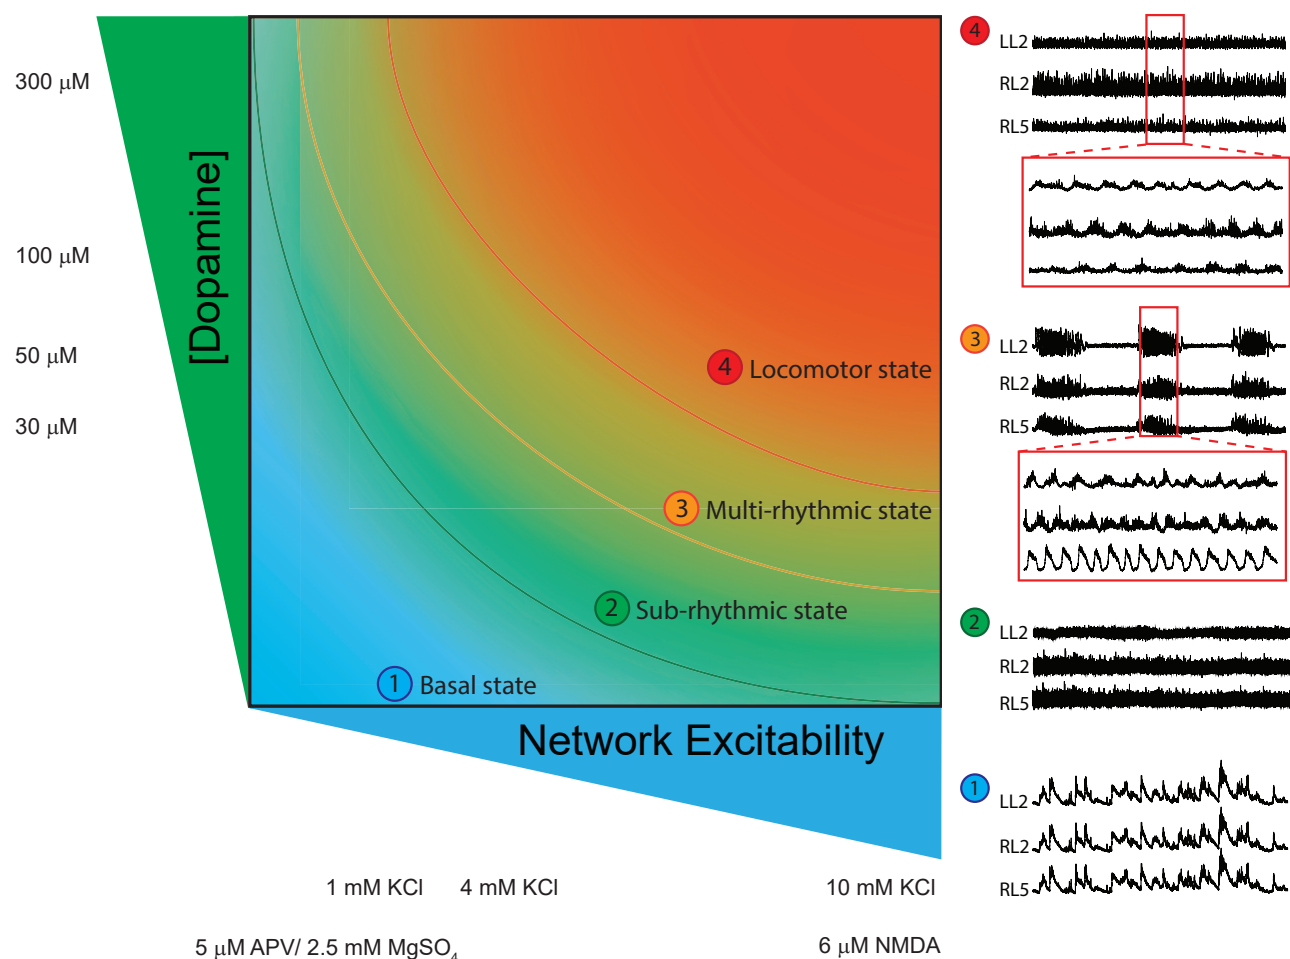 300 μM
100 μM
50 μM
30 μM
[Dopamine]
4 Locomotor state
3 Multi-rhythmic state
2 Sub-rhythmic state
1 Basal state
Network Excitability
1 mM KCl 4 mM KCl 10 mM KCl
5 μM APV/ 2.5 mM MgSO₄ 6 μM NMDA
4
LL2
RL2
RL5
3
LL2
RL2
RL5
2
LL2
RL2
RL5
1
LL2
RL2
RL5